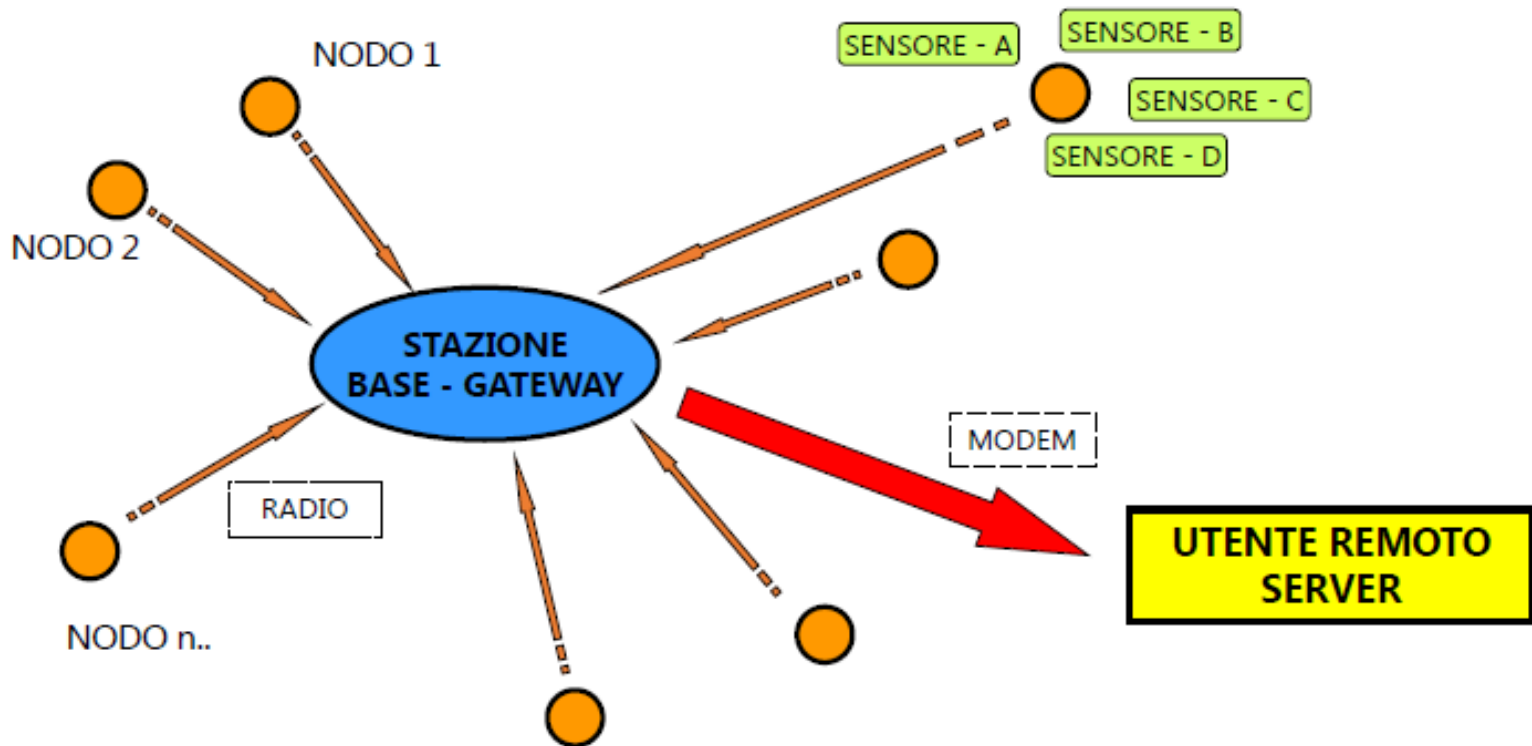 NODO 1
SENSORE - A
SENSORE - B
SENSORE - C
SENSORE - D
NODO 2
STAZIONE
BASE - GATEWAY
MODEM
RADIO
UTENTE REMOTO
SERVER
NODO n..